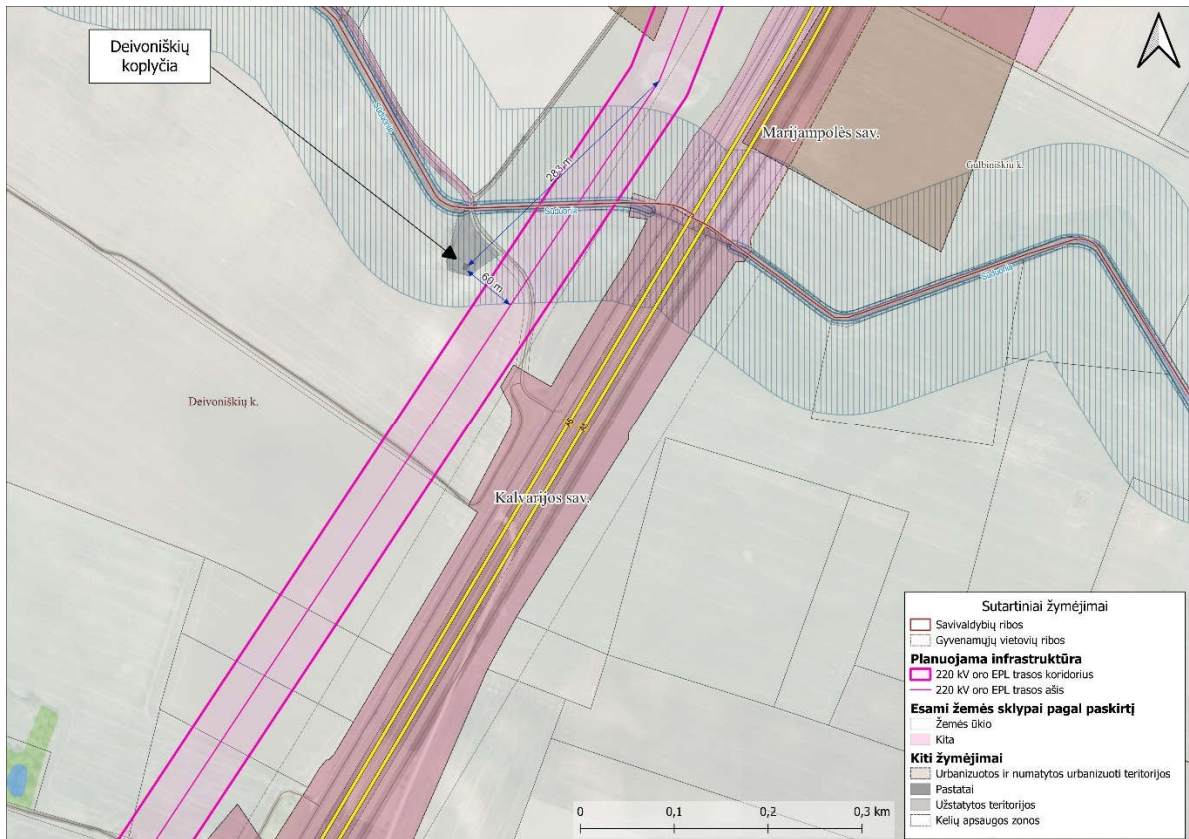 Deivoniškių
koplyčia
Marijampolės sav.
Gulbiniškių k.
283 m
Sūduonia
60 m
Deivoniškių k.
Kalvarijos sav.
Sutartiniai žymėjimai
Savivaldybių ribos
Gyvenamųjų vietovių ribos
Planuojama infrastruktūra
220 kV oro EPL trasos koridorius
220 kV oro EPL trasos ašis
Esami žemės sklypai pagal paskirtį
Žemės ūkio
Kita
Kiti žymėjimai
Urbanizuotos ir numatytos urbanizuoti teritorijos
Pastatai
Užstatytos teritorijos
Kelių apsaugos zonos
0 0,1 0,2 0,3 km